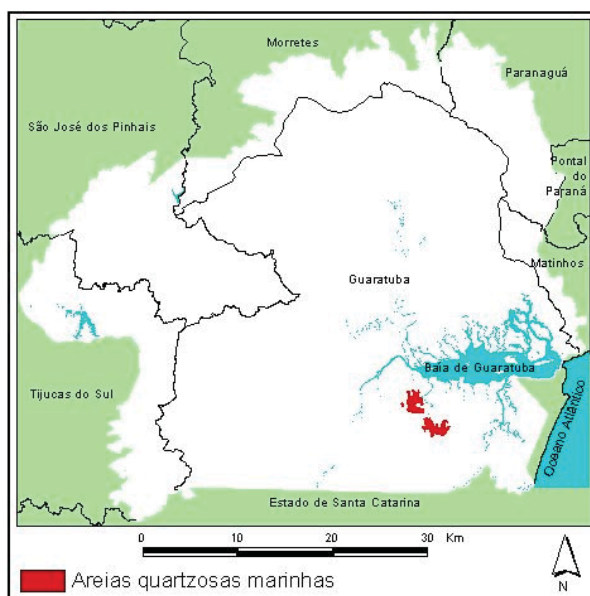 Morretes
Paranaguá
São José dos Pinhais
Pontal
do
Paraná
Matinhos
Guaratuba
Baia de Guaratuba
Tijucas do Sul
Oceano Atlântico
Estado de Santa Catarina
0 10 20 30 Km
Areias quartzosas marinhas
N